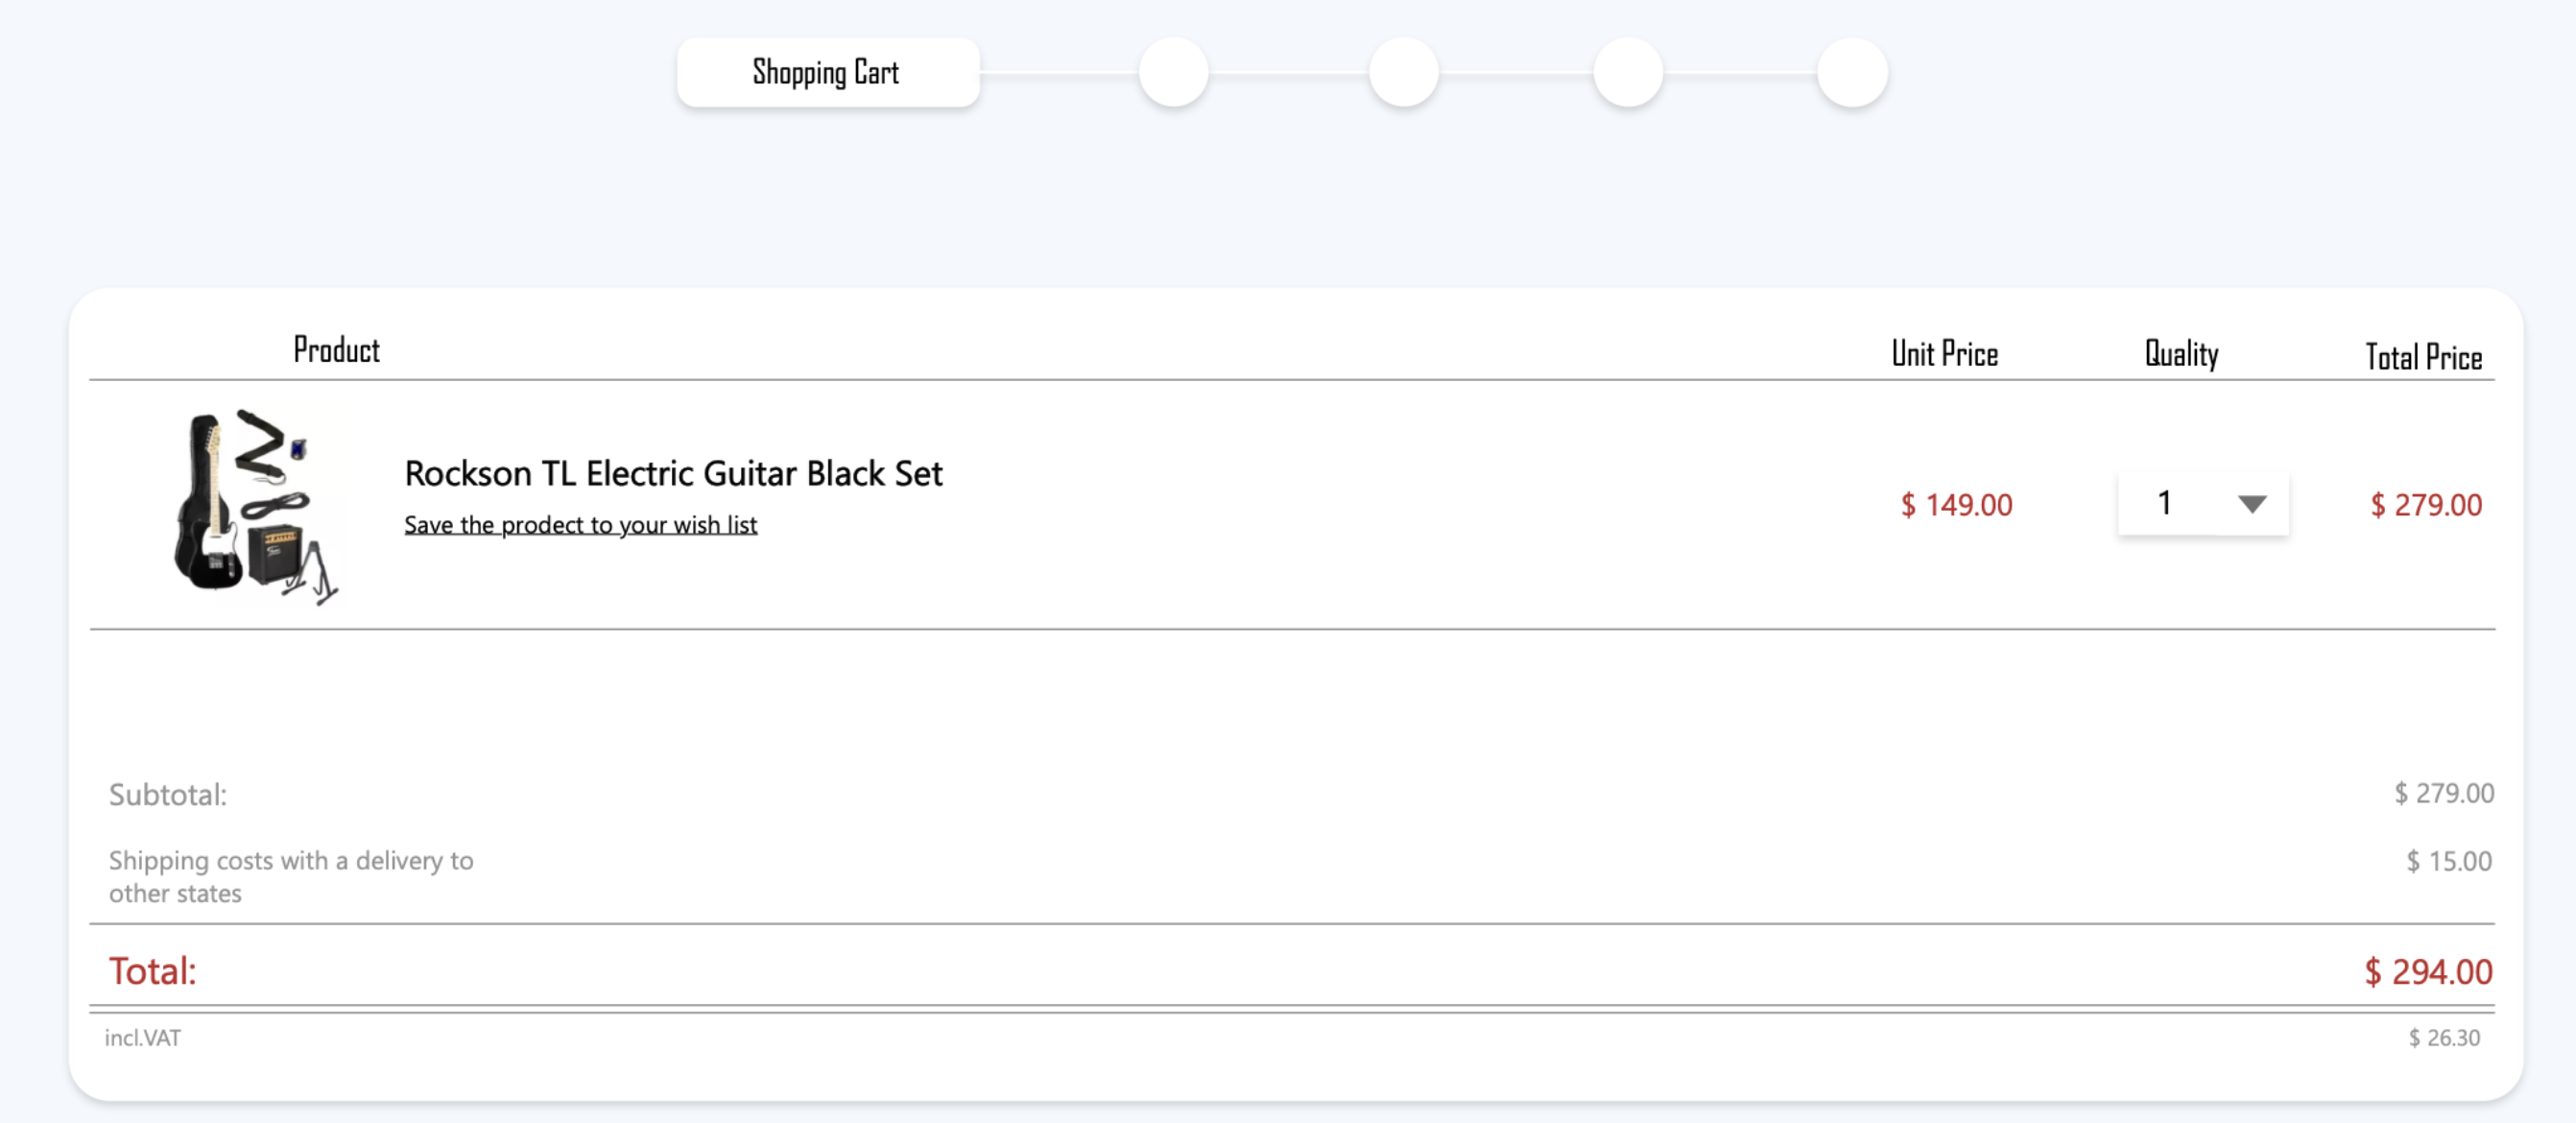 Shopping Cart
Product Unit Price Quality Total Price
Rockson TL Electric Guitar Black Set
Save the prodect to your wish list
$ 149.00 1 $ 279.00
Subtotal: $ 279.00
Shipping costs with a delivery to $ 15.00
other states
Total: $ 294.00
incl.VAT $ 26.30